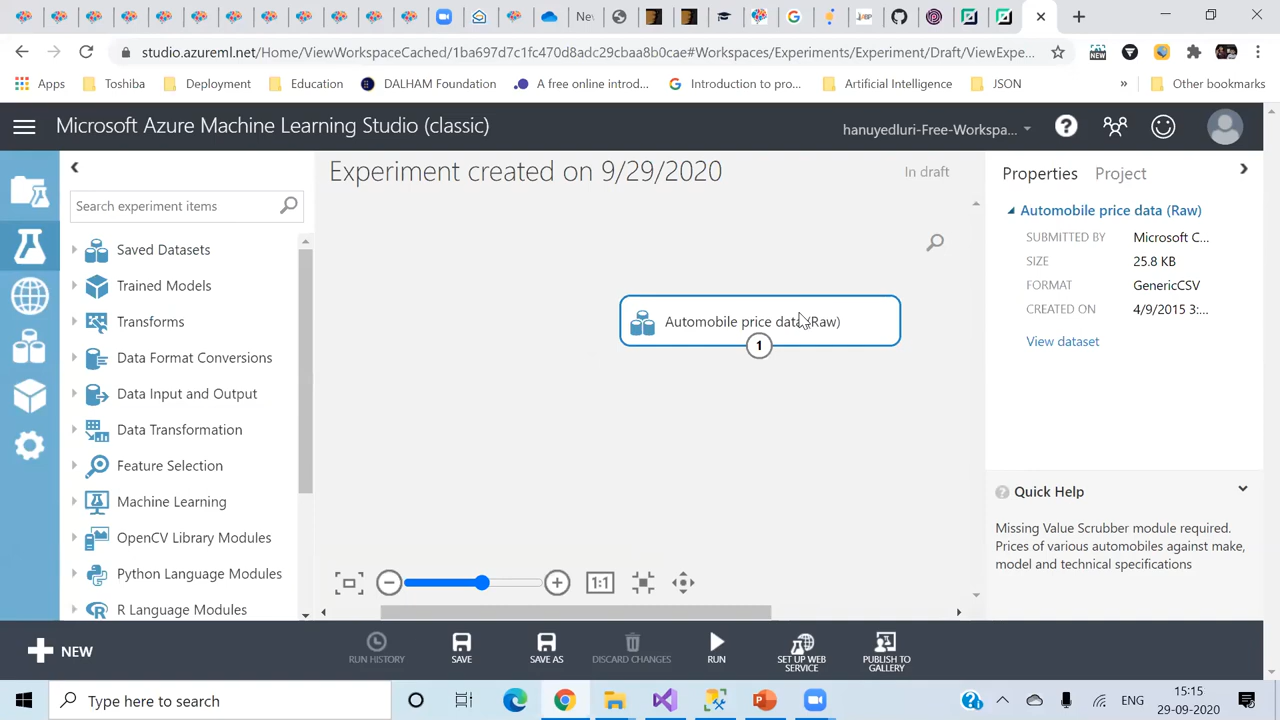 Nev
studio.azureml.net/Home/ViewWorkspaceCached/1ba697d7c1fc470d8adc29cbaa8b0cae#Workspaces/Experiments/Experiment/Draft/ViewExpe...
NEW
Apps
Toshiba
Deployment
Education
DALHAM Foundation
A free online introd...
Introduction to pro...
Artificial Intelligence
JSON
»
Other bookmarks
Microsoft Azure Machine Learning Studio (classic)
hanuyedluri-Free-Workspa...
Experiment created on 9/29/2020
In draft
Properties
Project
Search experiment items
Automobile price data (Raw)
SUBMITTED BY Microsoft C...
SIZE 25.8 KB
FORMAT GenericCSV
CREATED ON 4/9/2015 3:...
View dataset
Saved Datasets
Trained Models
Transforms
Data Format Conversions
Data Input and Output
Data Transformation
Feature Selection
Machine Learning
OpenCV Library Modules
Python Language Modules
R Language Modules
Automobile price data (Raw)
1
Quick Help
Missing Value Scrubber module required.
Prices of various automobiles against make,
model and technical specifications
1:1
NEW
RUN HISTORY
SAVE
SAVE AS
DISCARD CHANGES
RUN
SET UP WEB
SERVICE
PUBLISH TO
GALLERY
Type here to search
ENG
15:15
29-09-2020